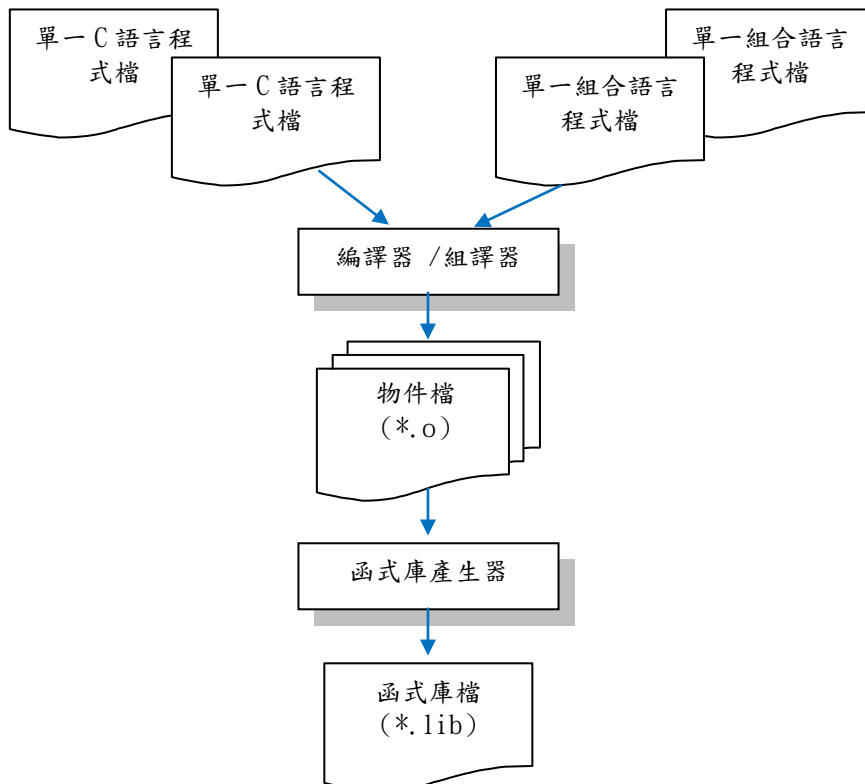 單一 C 語言程
式檔
單一 C 語言程
式檔
單一組合語言
程式檔
單一組合語言
程式檔
編譯器 /組譯器
物件檔
(*.o)
函式庫產生器
函式庫檔
(*.lib)